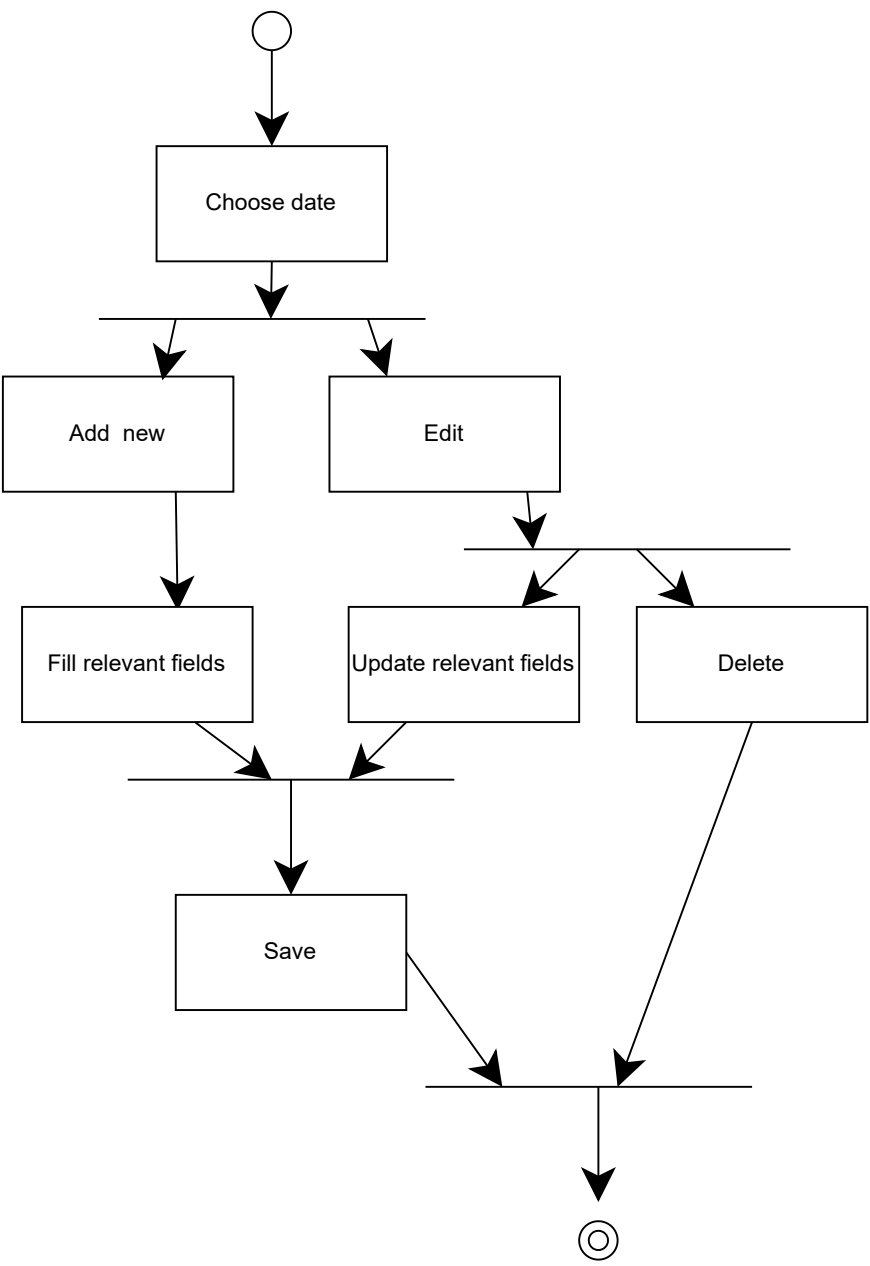 Choose date
Add  new
Edit
Fill relevant fields
Update relevant fields
Delete
Save